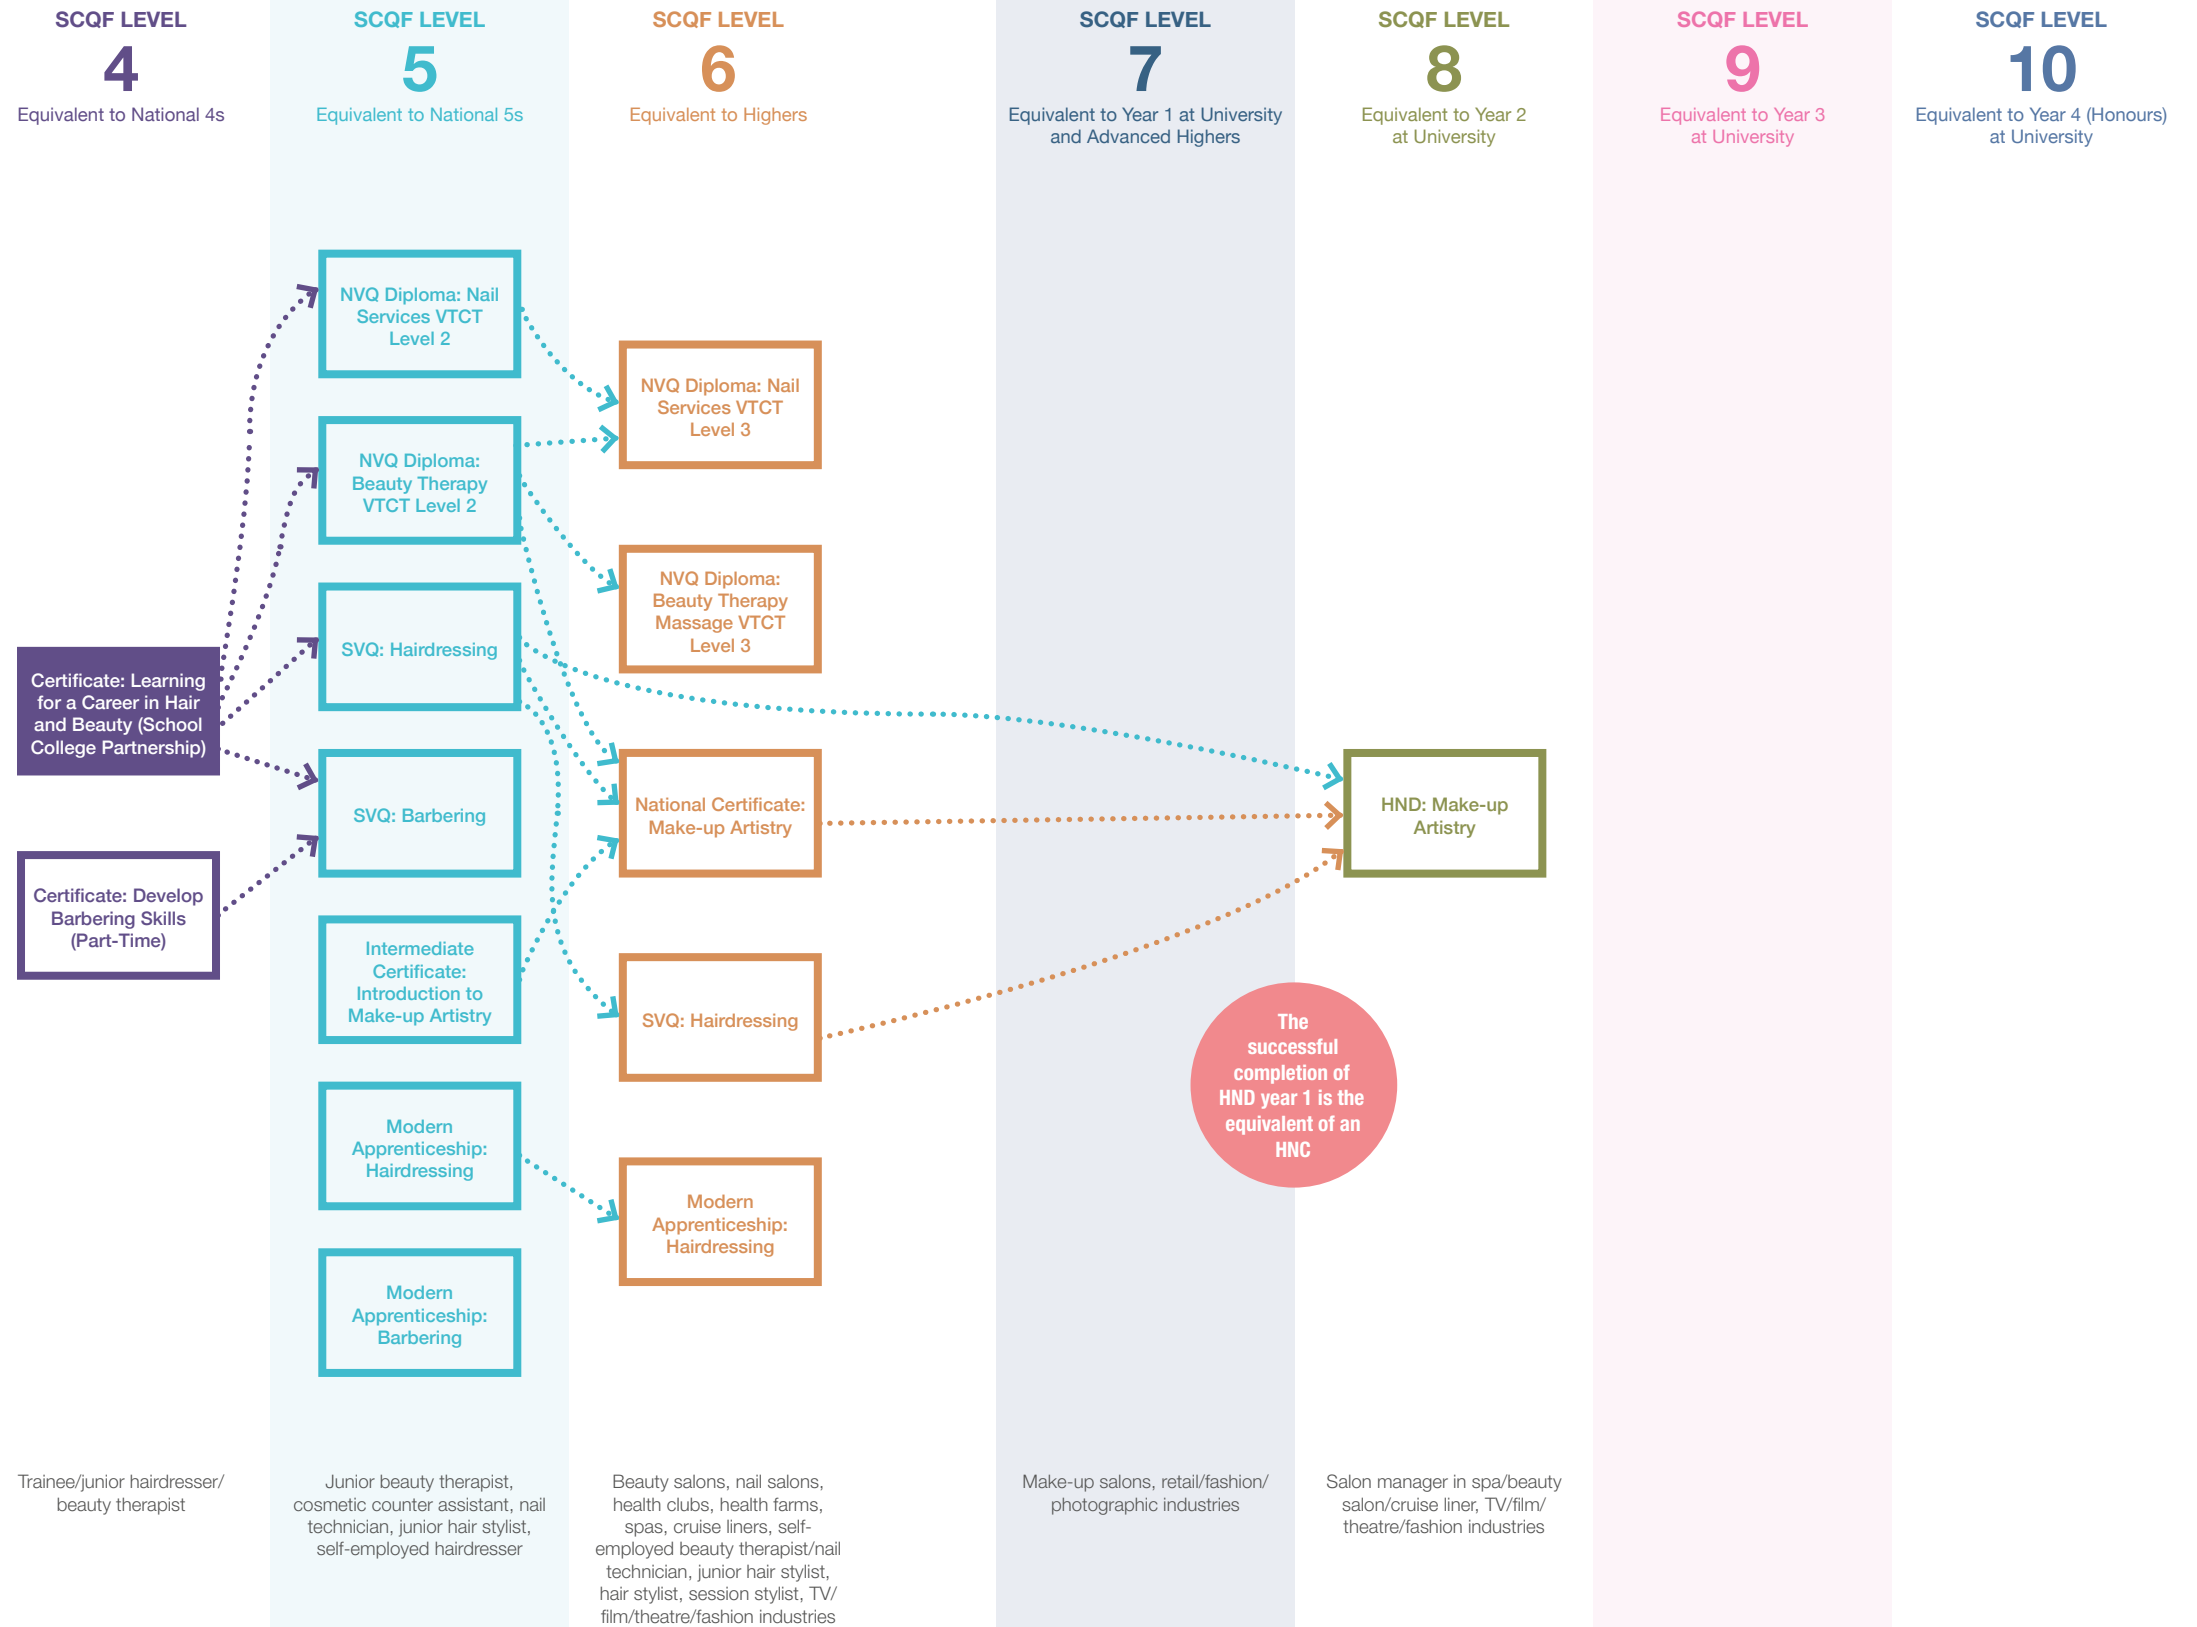 SCQF LEVEL
4
Equivalent to National 4s
SCQF LEVEL
5
Equivalent to National 5s
SCQF LEVEL
6
Equivalent to Highers
SCQF LEVEL
7
Equivalent to Year 1 at University
and Advanced Highers
SCQF LEVEL
8
Equivalent to Year 2
at University
SCQF LEVEL
9
Equivalent to Year 3
at University
SCQF LEVEL
10
Equivalent to Year 4 (Honours)
at University
Certificate: Learning
for a Career in Hair
and Beauty (School
College Partnership)
Certificate: Develop
Barbering Skills
(Part-Time)
NVQ Diploma: Nail
Services VTCT
Level 2
NVQ Diploma:
Beauty Therapy
VTCT Level 2
SVQ: Hairdressing
SVQ: Barbering
Intermediate
Certificate:
Introduction to
Make-up Artistry
Modern
Apprenticeship:
Hairdressing
Modern
Apprenticeship:
Barbering
NVQ Diploma: Nail
Services VTCT
Level 3
NVQ Diploma:
Beauty Therapy
Massage VTCT
Level 3
National Certificate:
Make-up Artistry
SVQ: Hairdressing
Modern
Apprenticeship:
Hairdressing
HND: Make-up
Artistry
The
successful
completion of
HND year 1 is the
equivalent of an
HNC
Trainee/junior hairdresser/
beauty therapist
Junior beauty therapist,
cosmetic counter assistant, nail
technician, junior hair stylist,
self-employed hairdresser
Beauty salons, nail salons,
health clubs, health farms,
spas, cruise liners, self-
employed beauty therapist/nail
technician, junior hair stylist,
hair stylist, session stylist, TV/
film/theatre/fashion industries
Make-up salons, retail/fashion/
photographic industries
Salon manager in spa/beauty
salon/cruise liner, TV/film/
theatre/fashion industries